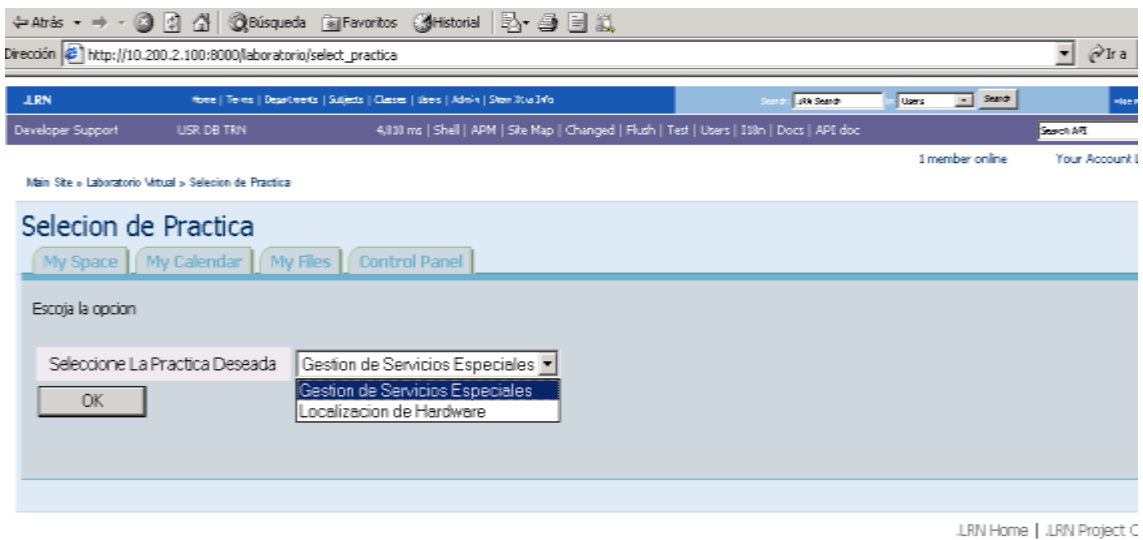 Atrás Búsqueda Favoritos Historial
Dirección http://10.200.2.100:8000/laboratorio/select_practica Ir a
.LRN Home | Terms | Departments | Subjects | Classes | Users | Admin | Search Users Search
Developer Support USR DB TRN 4,810 ms | Shell | APM | Site Map | Changed | Flush | Test | Users | I18n | Docs | API doc Search API
1 member online Your Account
Main Site » Laboratorio Virtual » Selecion de Practica
Selecion de Practica
My Space My Calendar My Files Control Panel
Escoja la opcion
Seleccione La Practica Deseada Gestion de Servicios Especiales
Gestion de Servicios Especiales
OK
Localizacion de Hardware
.LRN Home | .LRN Project